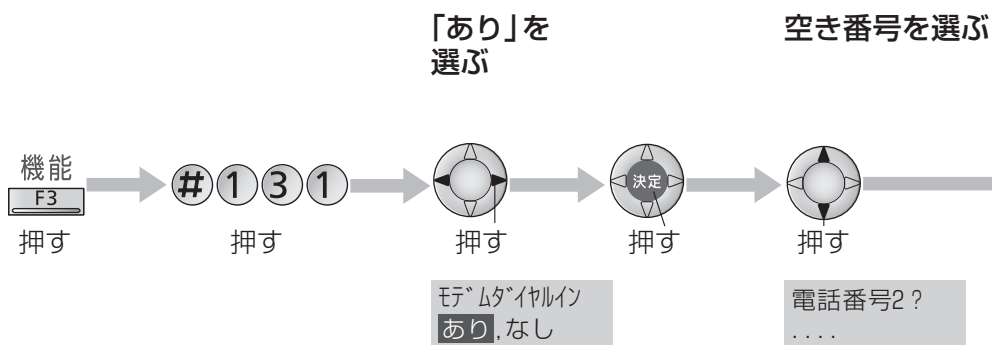 「あり」を
選ぶ
空き番号を選ぶ
機能
F3
押す
#131
押す
押す
決定
押す
押す
ﾓﾃﾞﾑﾀﾞｲﾔﾙｲﾝ
あり,なし
電話番号2？
....